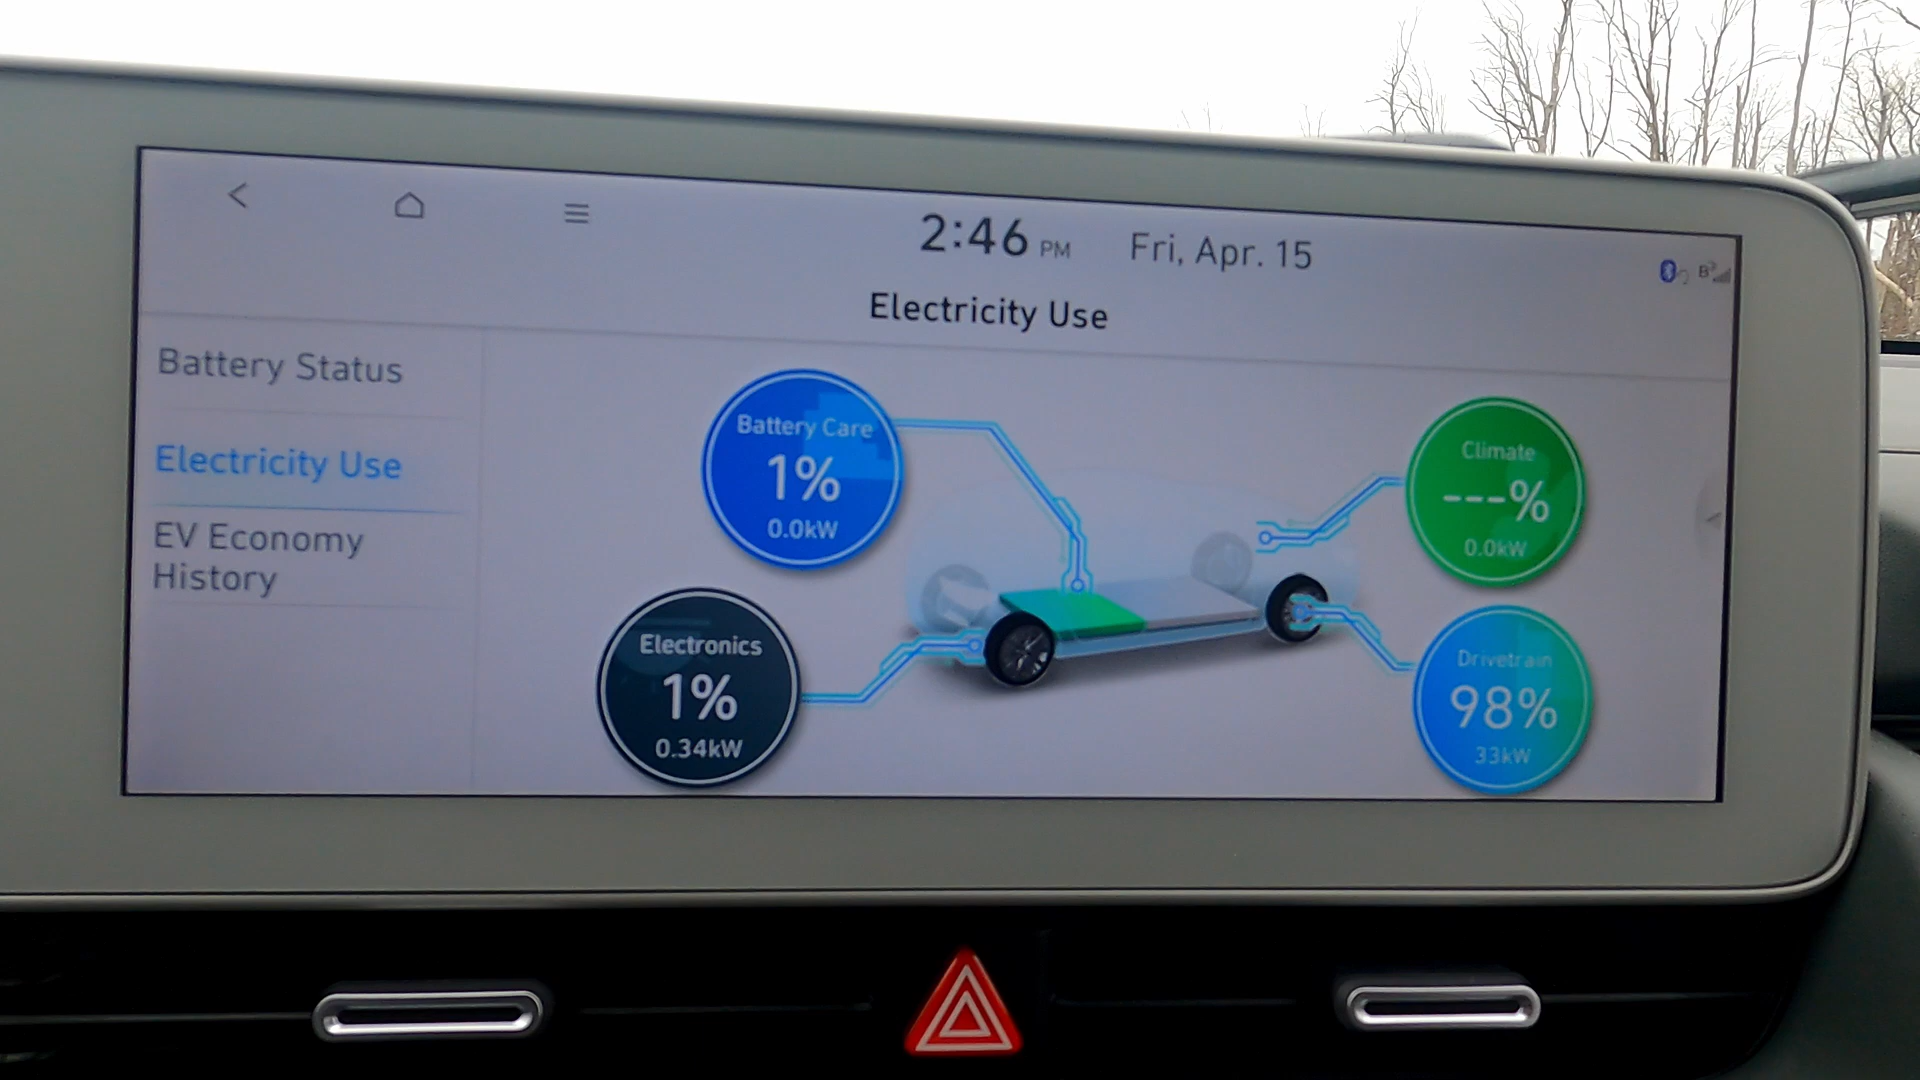 2:46 PM Fri, Apr. 15
Electricity Use
Battery Status
Electricity Use
EV Economy
History
Battery Care
1%
0.0kW
Electronics
1%
0.34kW
Climate
---%
0.0kW
Drivetrain
98%
33kW